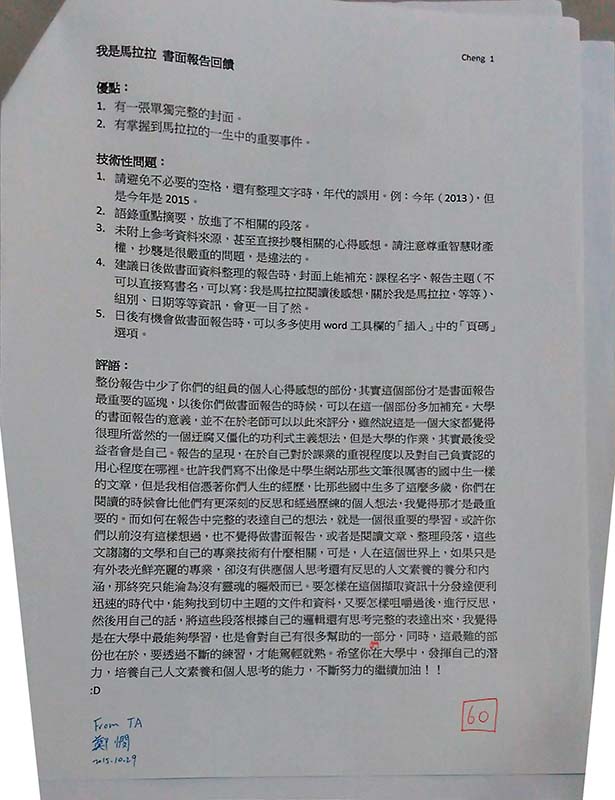 我是馬拉拉 書面報告回饋
Cheng 1
優點：
1. 有一張單獨完整的封面。
2. 有掌握到馬拉拉的一生中的重要事件。
技術性問題：
1. 請避免不必要的空格，還有整理文字時，年代的誤用。例：今年（2013），但
是今年是 2015。
2. 語錄重點摘要，放進了不相關的段落。
3. 未附上參考資料來源，甚至直接抄襲相關的心得感想。請注意尊重智慧財產
權，抄襲是很嚴重的問題，是違法的。
4. 建議日後做書面資料整理的報告時，封面上能補充：課程名字、報告主題（不
可以直接寫書名，可以寫：我是馬拉拉閱讀後感想，關於我是馬拉拉，等等）、
組別、日期等等資訊，會更一目了然。
5. 日後有機會做書面報告時，可以多多使用 word 工具欄的「插入」中的「頁碼」
選項。
評語：
整份報告中少了你們的組員的個人心得感想的部份，其實這個部份才是書面報告
最重要的區塊，以後你們做書面報告的時候，可以在這一個部份多加補充。大學
的書面報告的意義，並不在於老師可以以此來評分，雖然說這是一個大家都覺得
很理所當然的一個迂腐又僵化的功利式主義想法，但是大學的作業，其實最後受
益者會是自己。報告的呈現，在於自己對於課業的重視程度以及對自己負責認的
用心程度在哪裡。也許我們寫不出像是中學生網站那些文筆很厲害的國中生一樣
的文章，但是我相信憑著你們人生的經歷，比那些國中生多了這麼多歲，你們在
閱讀的時候會比他們有更深刻的反思和經過歷練的個人想法，我覺得那才是最重
要的。而如何在報告中完整的表達自己的想法，就是一個很重要的學習。或許你
們以前沒有這樣想過，也不覺得做書面報告，或者是閱讀文章、整理段落，這些
文謅謅的文學和自己的專業技術有什麼相關，可是，人在這個世界上，如果只是
有外表光鮮亮麗的專業，卻沒有供應個人思考還有反思的人文素養的養分和內
涵，那終究只能淪為沒有靈魂的軀殼而已。要怎樣在這個擷取資訊十分發達便利
迅速的時代中，能夠找到切中主題的文件和資料，又要怎樣咀嚼過後，進行反思，
然後用自己的話，將這些段落根據自己的邏輯還有思考完整的表達出來，我覺得
是在大學中最能夠學習，也是會對自己有很多幫助的一部分，同時，這最難的部
份也在於，要透過不斷的練習，才能駕輕就熟。希望你在大學中，發揮自己的潛
力，培養自己人文素養和個人思考的能力，不斷努力的繼續加油！！
:D
From TA
鄭
2015.10.29
60